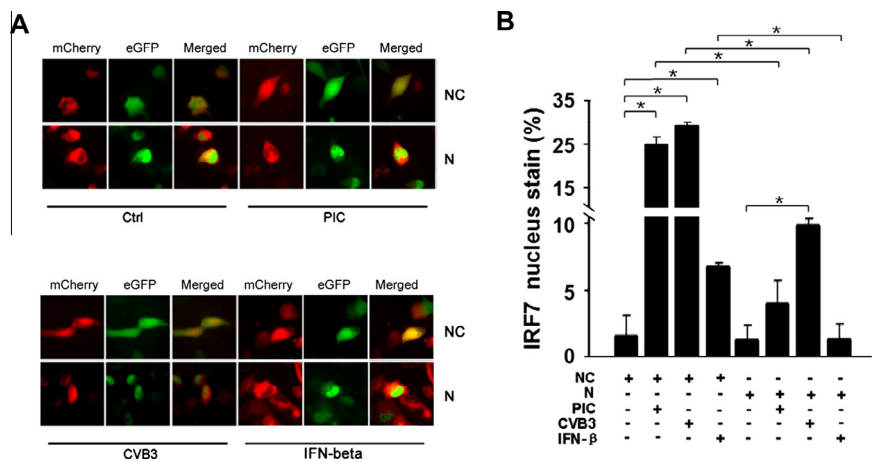 A
mCherry eGFP Merged mCherry eGFP Merged
NC
N
Ctrl PIC
mCherry eGFP Merged mCherry eGFP Merged
NC
N
CVB3 IFN-beta
B
* * * * * * *
IRF7 nucleus stain (%)
35
25
15
10
5
0
NC + + + + - - - -
N - - - - + + + +
PIC - + - - - + - -
CVB3 - - + - - - + -
IFN-β - - - + - - - +